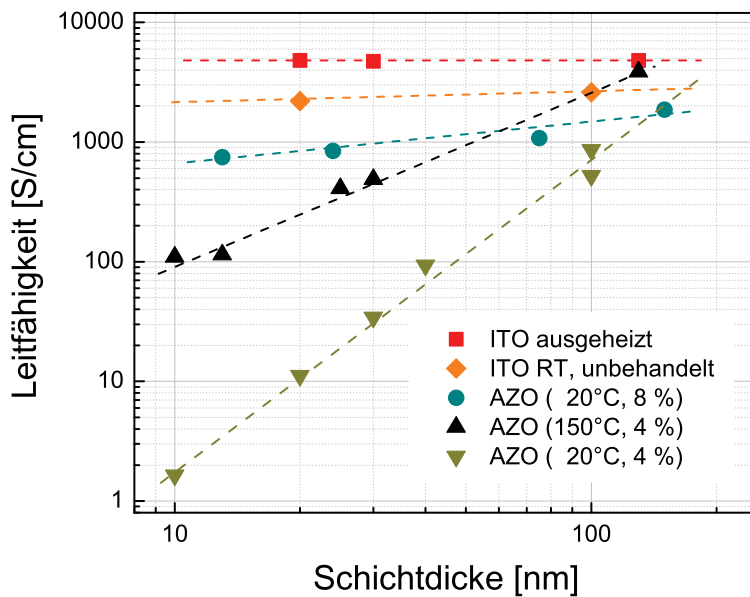 10000
1000
100
10
1
Leitfähigkeit [S/cm]
ITO ausgeheizt
ITO RT, unbehandelt
AZO (  20°C, 8 %)
AZO (150°C, 4 %)
AZO (  20°C, 4 %)
10
100
Schichtdicke [nm]